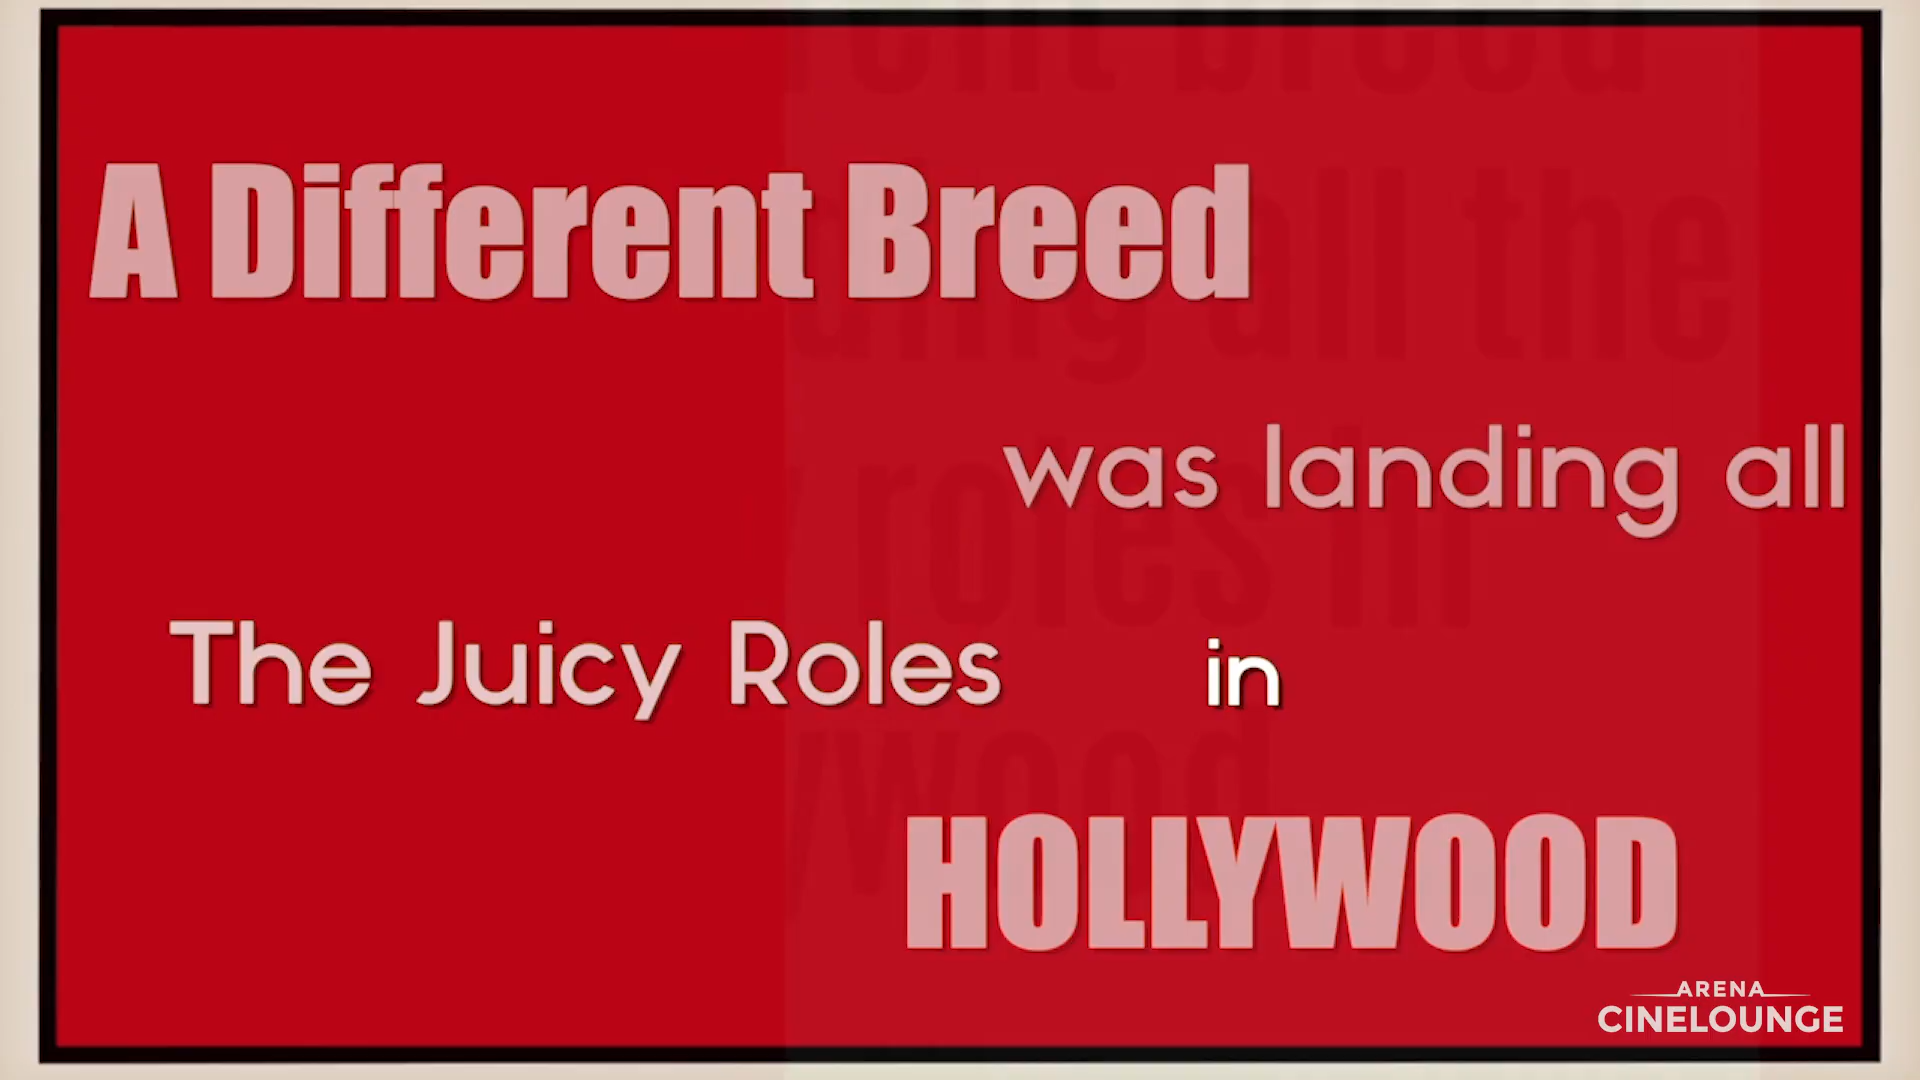 A Different Breed
was landing all
The Juicy Roles in
HOLLYWOOD
ARENA
CINELOUNGE